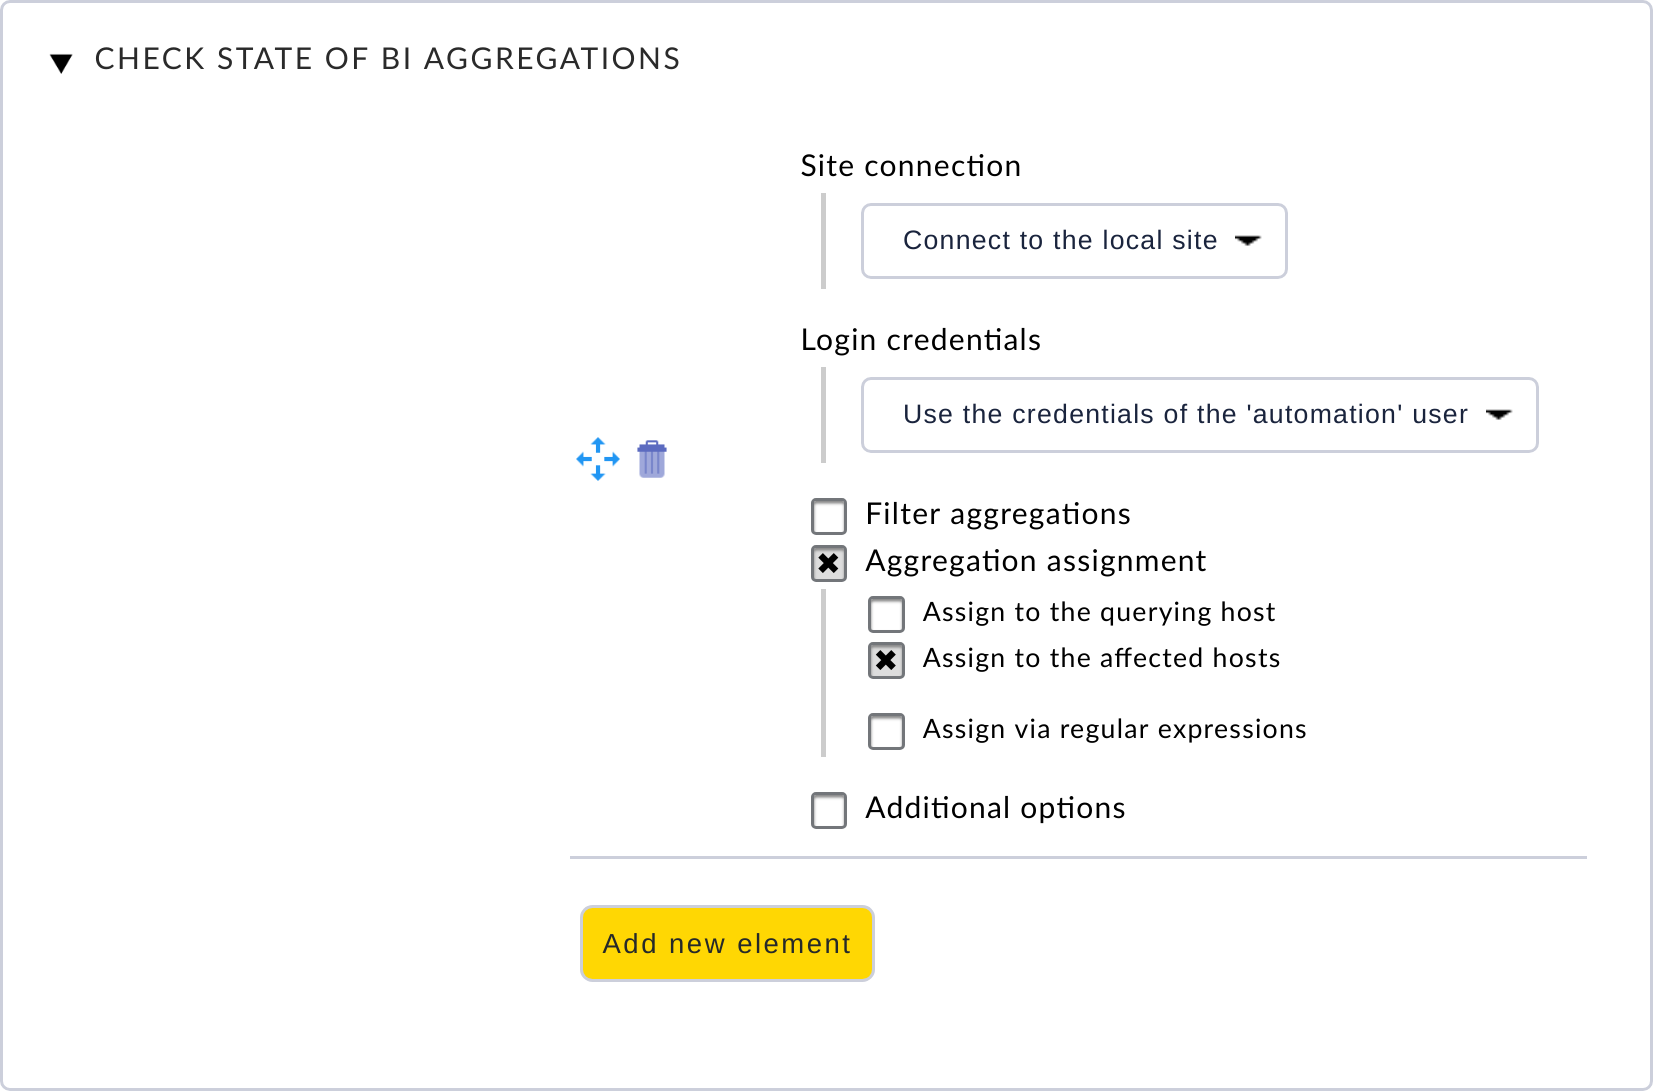 CHECK STATE OF BI AGGREGATIONS
Site connection
Connect to the local site
Login credentials
Use the credentials of the 'automation' user
Filter aggregations
Aggregation assignment
Assign to the querying host
Assign to the affected hosts
Assign via regular expressions
Additional options
Add new element